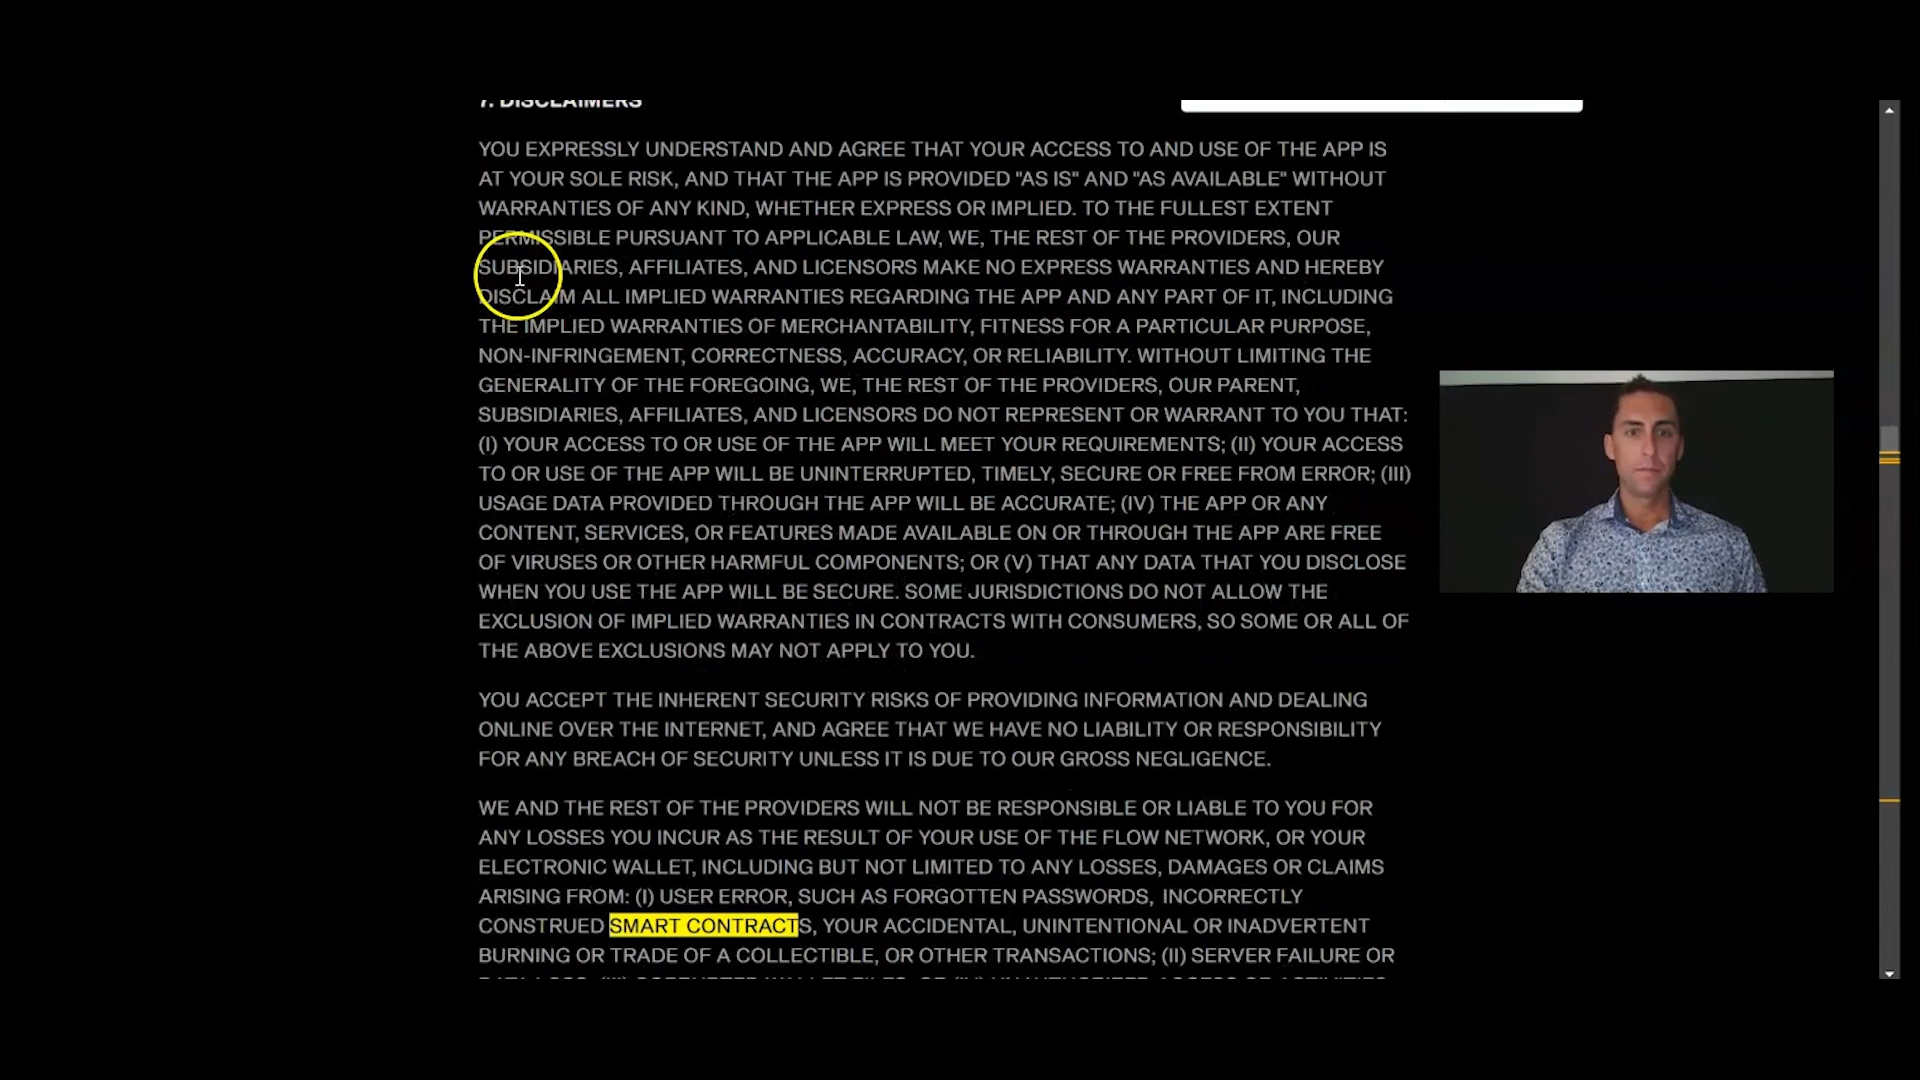 7. DISCLAIMERS
YOU EXPRESSLY UNDERSTAND AND AGREE THAT YOUR ACCESS TO AND USE OF THE APP IS
AT YOUR SOLE RISK, AND THAT THE APP IS PROVIDED "AS IS" AND "AS AVAILABLE" WITHOUT
WARRANTIES OF ANY KIND, WHETHER EXPRESS OR IMPLIED. TO THE FULLEST EXTENT
PERMISSIBLE PURSUANT TO APPLICABLE LAW, WE, THE REST OF THE PROVIDERS, OUR
SUBSIDIARIES, AFFILIATES, AND LICENSORS MAKE NO EXPRESS WARRANTIES AND HEREBY
DISCLAIM ALL IMPLIED WARRANTIES REGARDING THE APP AND ANY PART OF IT, INCLUDING
THE IMPLIED WARRANTIES OF MERCHANTABILITY, FITNESS FOR A PARTICULAR PURPOSE,
NON-INFRINGEMENT, CORRECTNESS, ACCURACY, OR RELIABILITY. WITHOUT LIMITING THE
GENERALITY OF THE FOREGOING, WE, THE REST OF THE PROVIDERS, OUR PARENT,
SUBSIDIARIES, AFFILIATES, AND LICENSORS DO NOT REPRESENT OR WARRANT TO YOU THAT:
(I) YOUR ACCESS TO OR USE OF THE APP WILL MEET YOUR REQUIREMENTS; (II) YOUR ACCESS
TO OR USE OF THE APP WILL BE UNINTERRUPTED, TIMELY, SECURE OR FREE FROM ERROR; (III)
USAGE DATA PROVIDED THROUGH THE APP WILL BE ACCURATE; (IV) THE APP OR ANY
CONTENT, SERVICES, OR FEATURES MADE AVAILABLE ON OR THROUGH THE APP ARE FREE
OF VIRUSES OR OTHER HARMFUL COMPONENTS; OR (V) THAT ANY DATA THAT YOU DISCLOSE
WHEN YOU USE THE APP WILL BE SECURE. SOME JURISDICTIONS DO NOT ALLOW THE
EXCLUSION OF IMPLIED WARRANTIES IN CONTRACTS WITH CONSUMERS, SO SOME OR ALL OF
THE ABOVE EXCLUSIONS MAY NOT APPLY TO YOU.
YOU ACCEPT THE INHERENT SECURITY RISKS OF PROVIDING INFORMATION AND DEALING
ONLINE OVER THE INTERNET, AND AGREE THAT WE HAVE NO LIABILITY OR RESPONSIBILITY
FOR ANY BREACH OF SECURITY UNLESS IT IS DUE TO OUR GROSS NEGLIGENCE.
WE AND THE REST OF THE PROVIDERS WILL NOT BE RESPONSIBLE OR LIABLE TO YOU FOR
ANY LOSSES YOU INCUR AS THE RESULT OF YOUR USE OF THE FLOW NETWORK, OR YOUR
ELECTRONIC WALLET, INCLUDING BUT NOT LIMITED TO ANY LOSSES, DAMAGES OR CLAIMS
ARISING FROM: (I) USER ERROR, SUCH AS FORGOTTEN PASSWORDS, INCORRECTLY
CONSTRUED SMART CONTRACTS, YOUR ACCIDENTAL, UNINTENTIONAL OR INADVERTENT
BURNING OR TRADE OF A COLLECTIBLE, OR OTHER TRANSACTIONS; (II) SERVER FAILURE OR